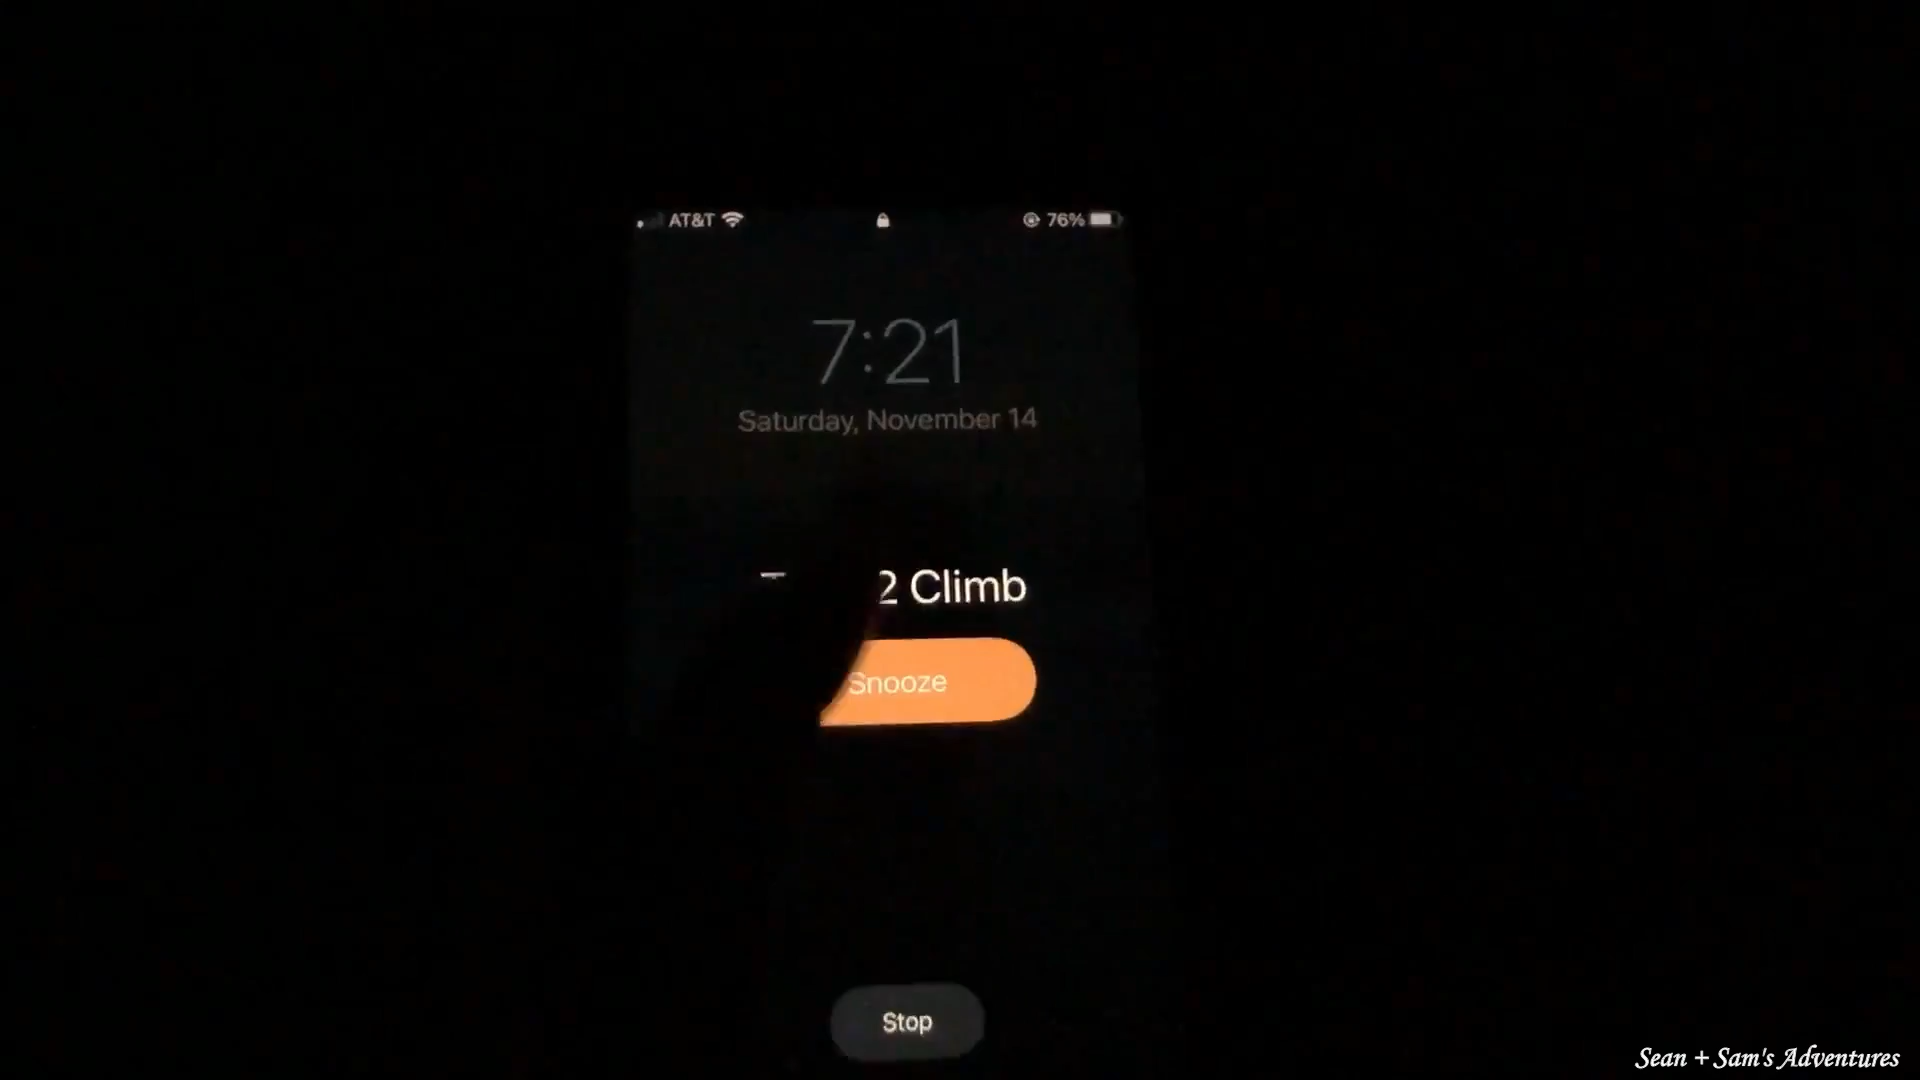 AT&T 76%
7:21
Saturday, November 14
2 Climb
Snooze
Stop
Sean + Sam's Adventures